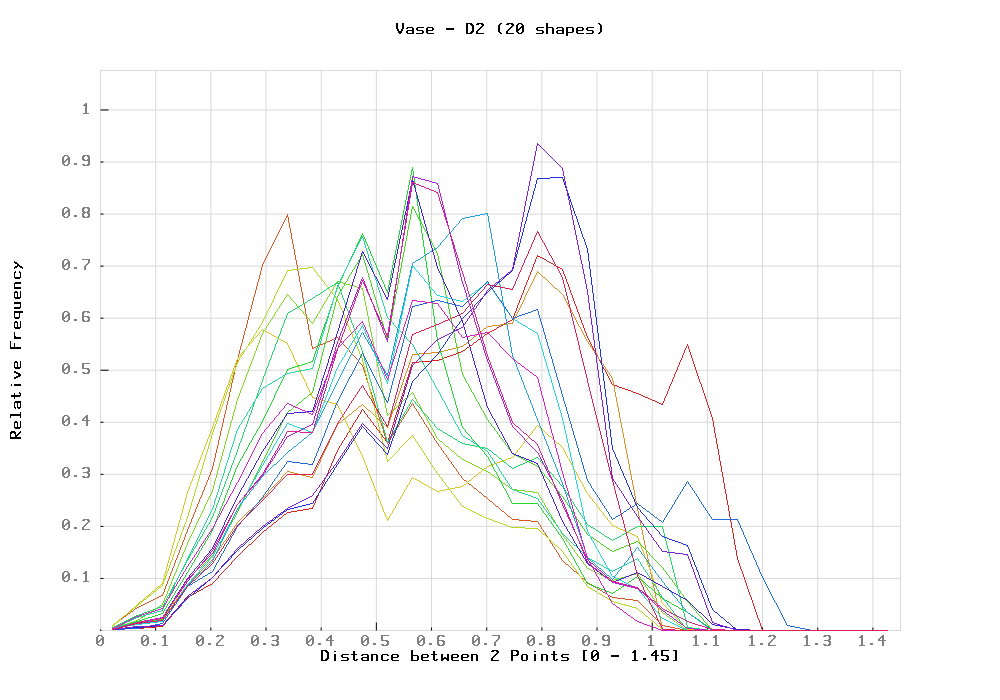 Vase - D2 (20 shapes)
Relative Frequency
1
0.9
0.8
0.7
0.6
0.5
0.4
0.3
0.2
0.1
0 0.1 0.2 0.3 0.4 0.5 0.6 0.7 0.8 0.9 1 1.1 1.2 1.3 1.4
Distance between 2 Points [0 - 1.45]